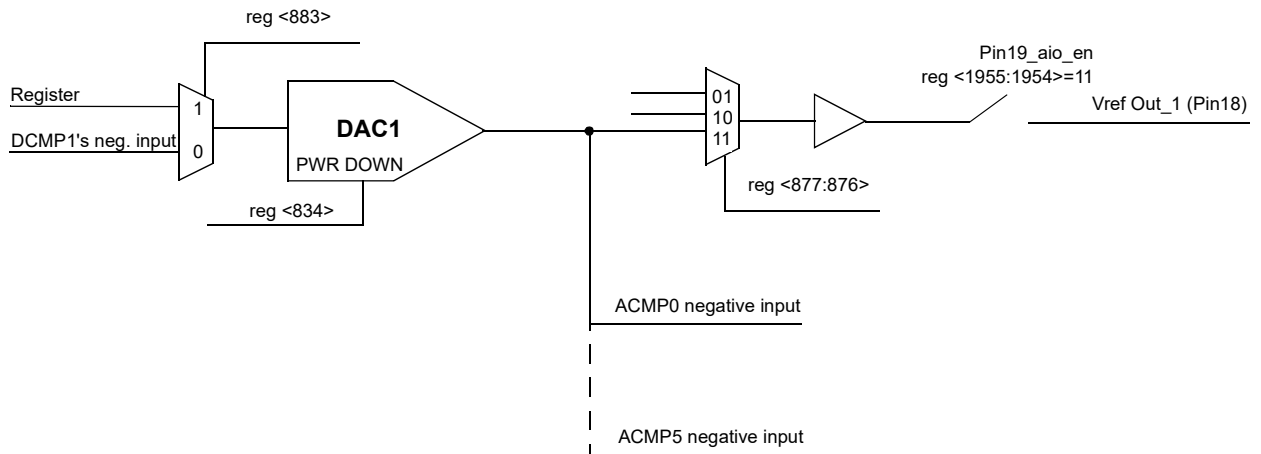 reg <883>
Pin19_aio_en
reg <1955:1954>=11
Register
1
01
Vref Out_1 (Pin18)
10
DAC1
DCMP1's neg. input
0
11
PWR DOWN
reg <877:876>
reg <834>
ACMP0 negative input
ACMP5 negative input